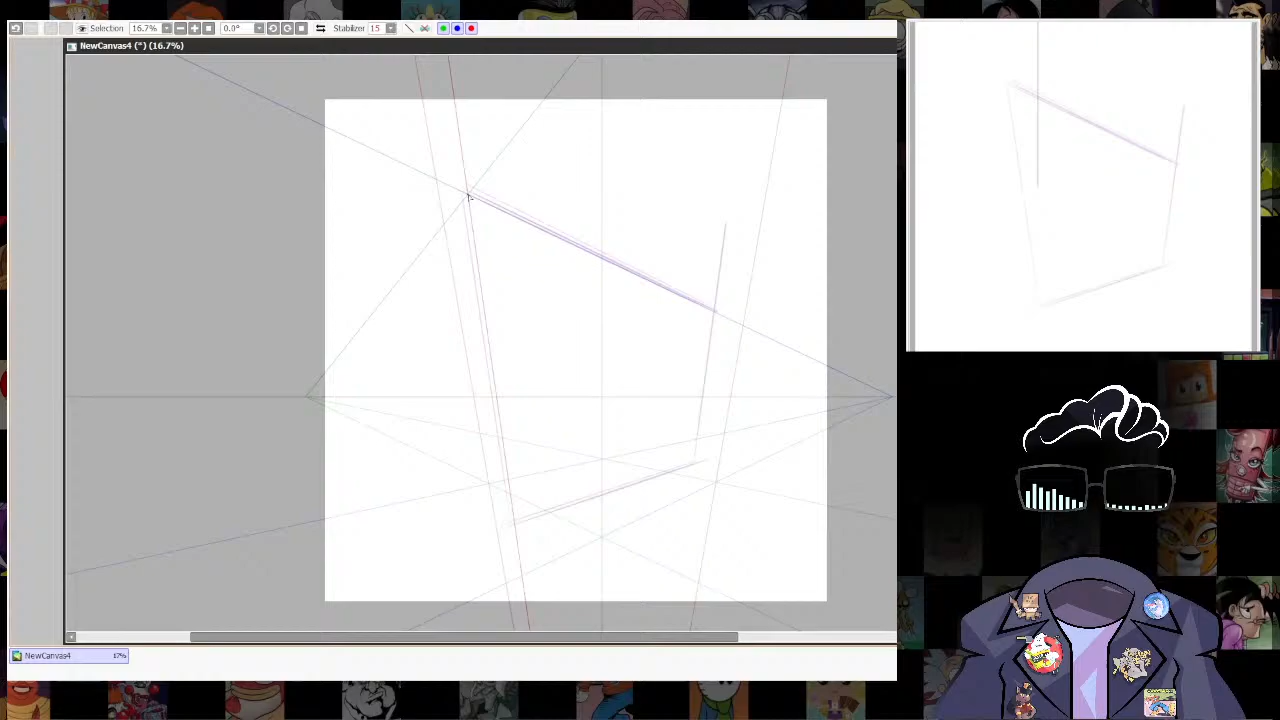 Selection 16.7% 0.0° Stabilizer 15
NewCanvas4 (*) (16.7%)
NewCanvas4 17%